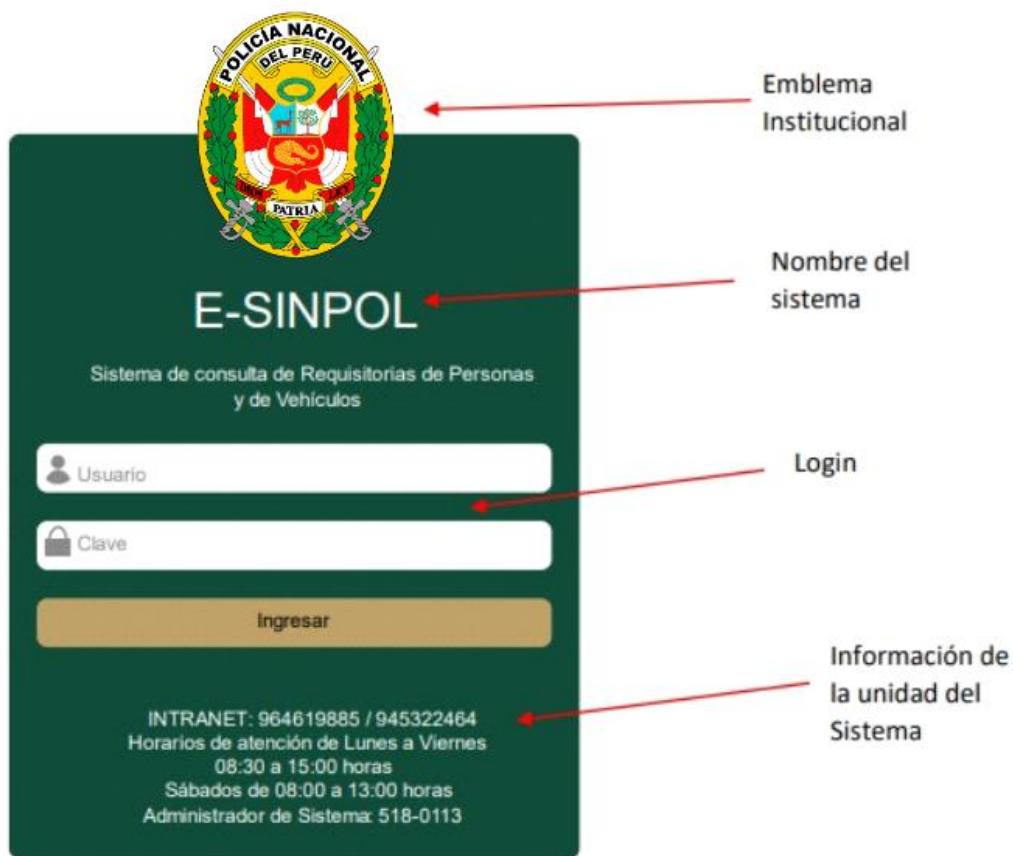 POLICÍA NACIONAL
DEL PERÚ
DIOS
PATRIA
LEY
Emblema
Institucional
E-SINPOL
Nombre del
sistema
Sistema de consulta de Requisitorias de Personas
y de Vehículos
Usuario
Login
Clave
Ingresar
INTRANET: 964619885 / 945322464
Horarios de atención de Lunes a Viernes
08:30 a 15:00 horas
Sábados de 08:00 a 13:00 horas
Administrador de Sistema: 518-0113
Información de
la unidad del
Sistema